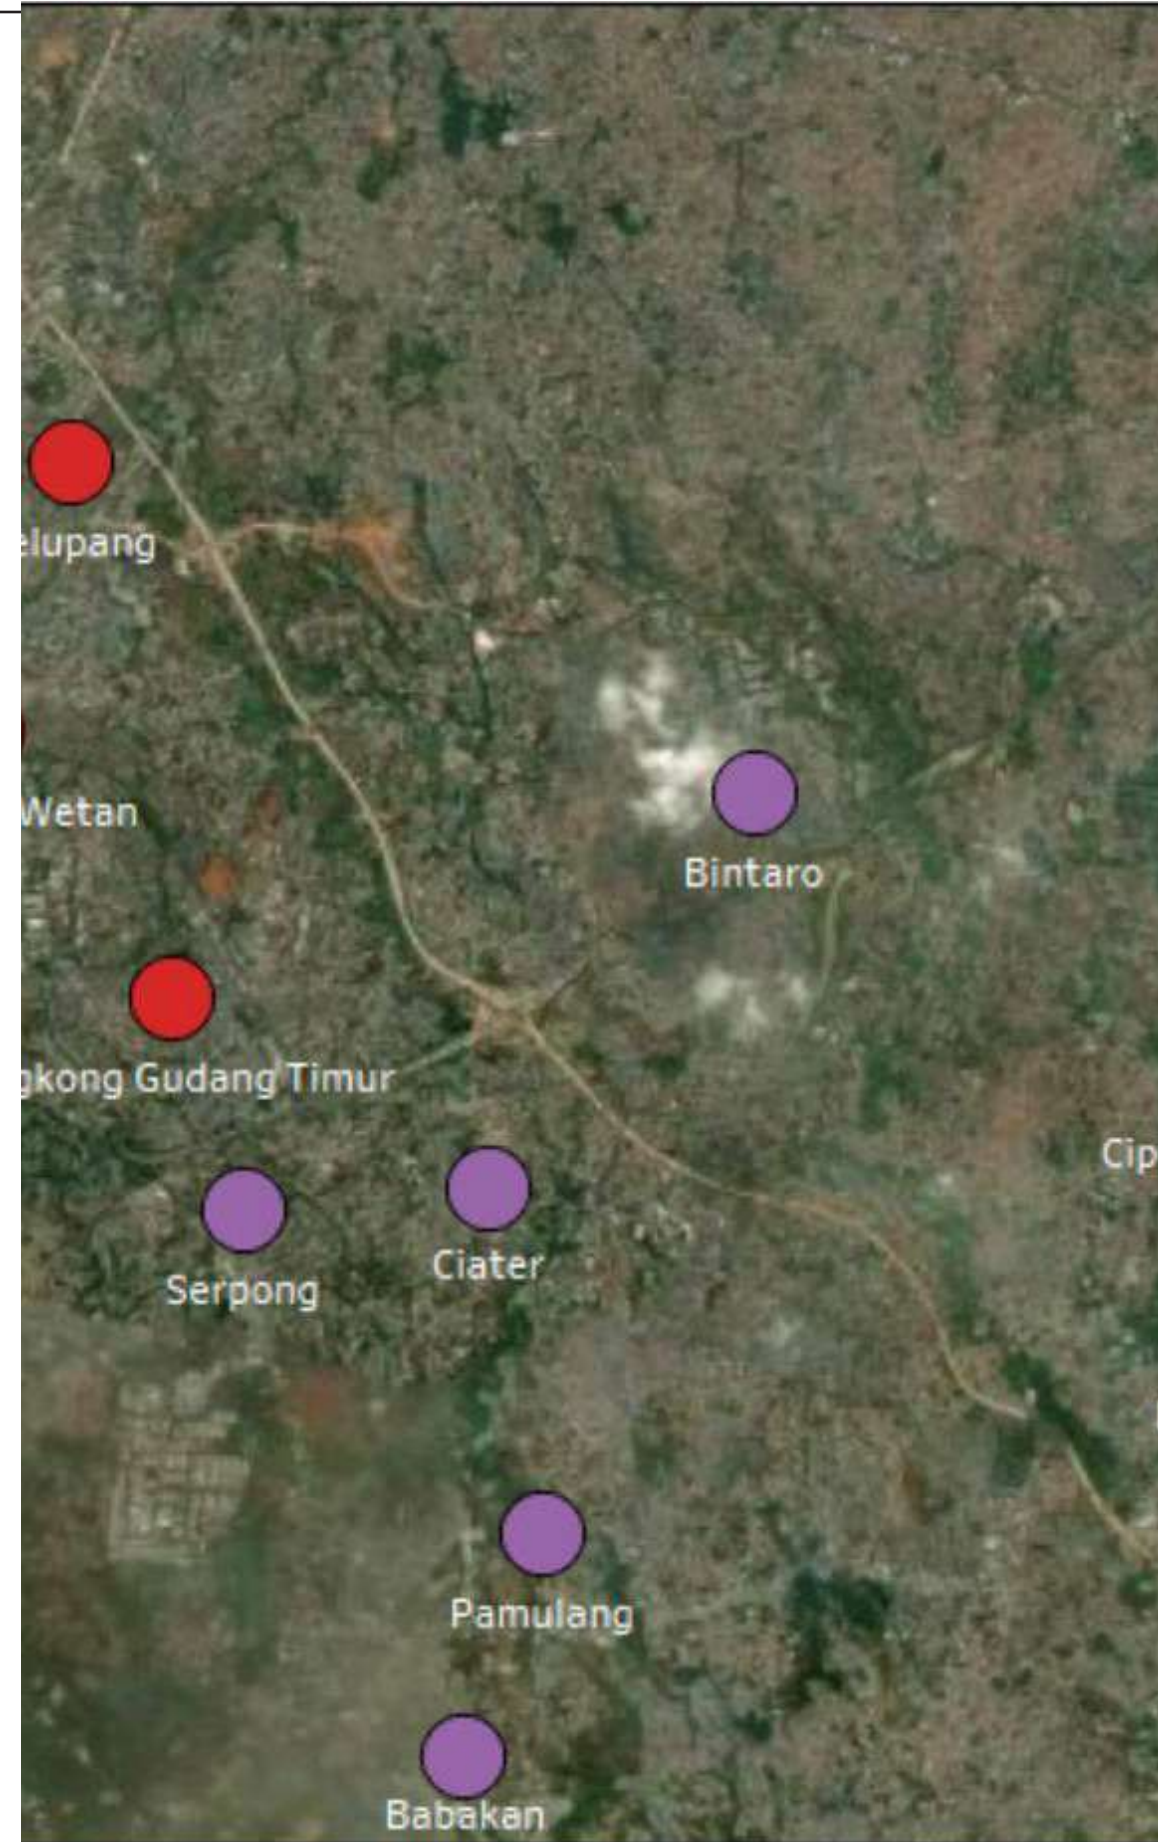 elupang
Wetan
Bintaro
gkong Gudang Timur
Cip
Ciater
Serpong
Pamulang
Babakan